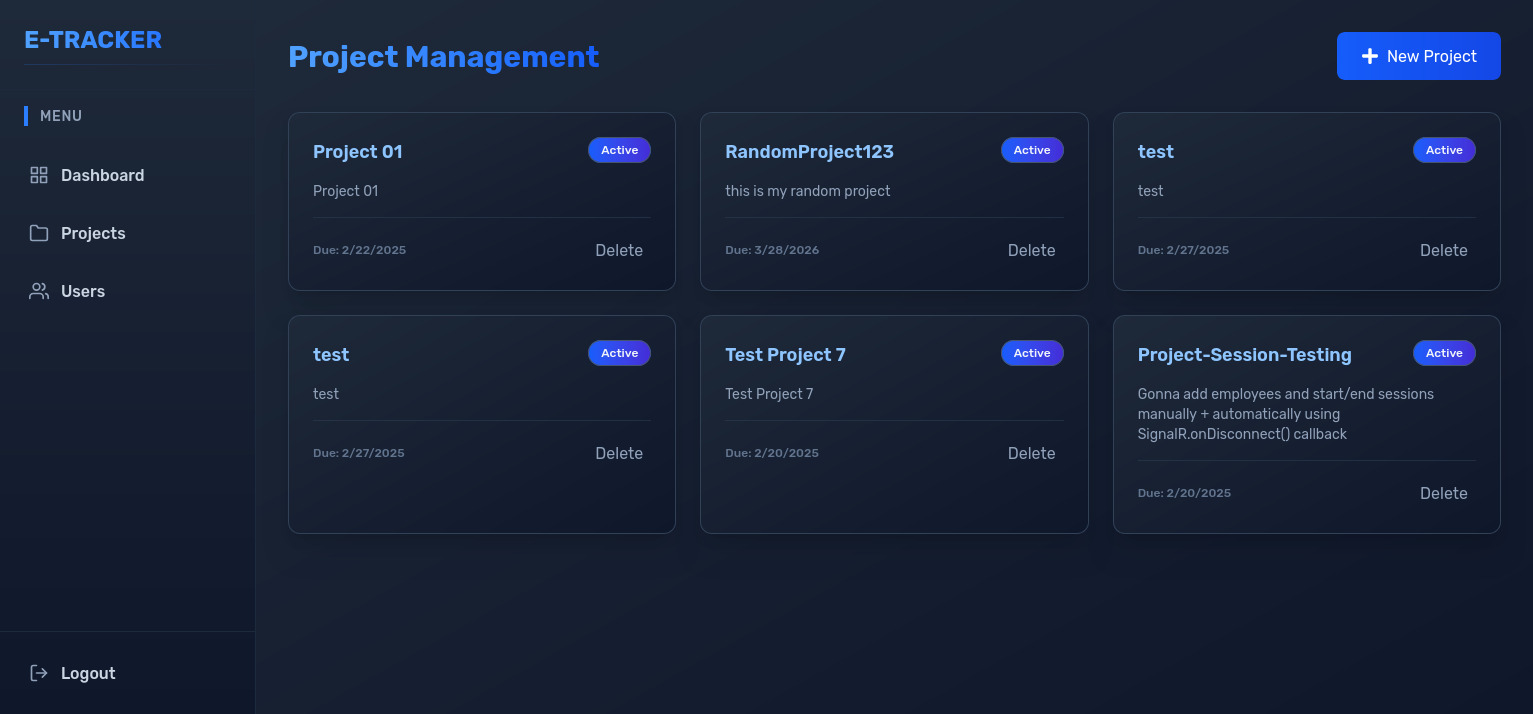 E-TRACKER
MENU
Dashboard
Projects
Users
Logout
Project Management
New Project
Project 01
Active
Project 01
Due: 2/22/2025
Delete
RandomProject123
Active
this is my random project
Due: 3/28/2026
Delete
test
Active
test
Due: 2/27/2025
Delete
test
Active
test
Due: 2/27/2025
Delete
Test Project 7
Active
Test Project 7
Due: 2/20/2025
Delete
Project-Session-Testing
Active
Gonna add employees and start/end sessions
manually + automatically using
SignalR.onDisconnect() callback
Due: 2/20/2025
Delete